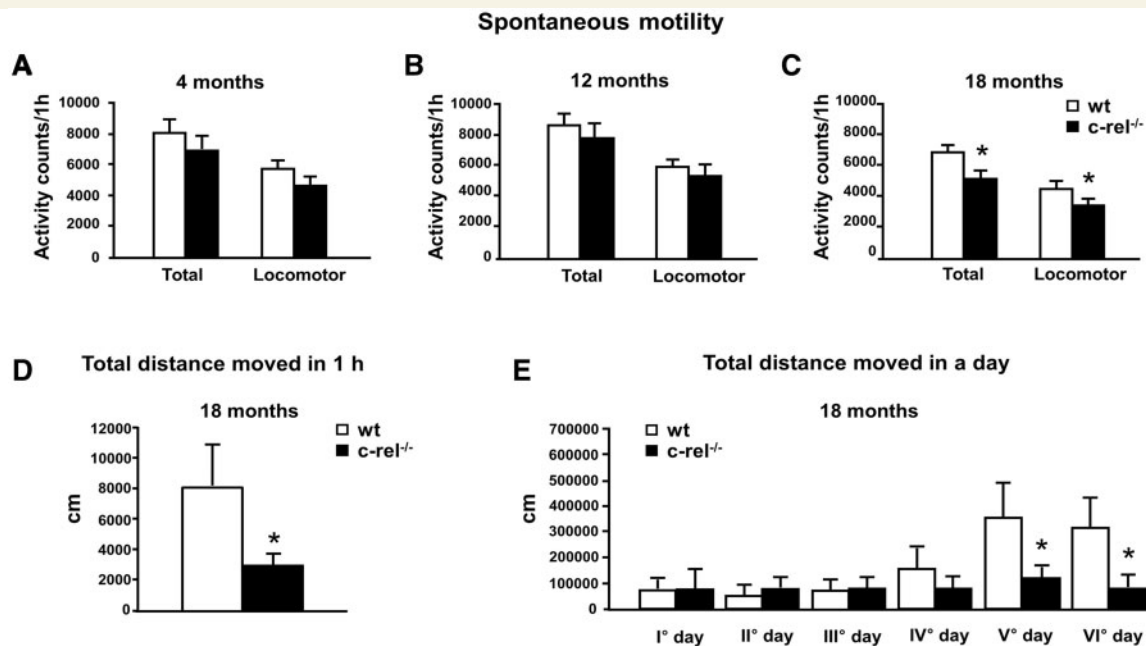 Spontaneous motility
A
4 months
Activity counts/1h
10000
8000
6000
4000
2000
0
Total
Locomotor
B
12 months
Activity counts/1h
10000
8000
6000
4000
2000
0
Total
Locomotor
C
18 months
Activity counts/1h
10000
8000
6000
4000
2000
0
wt
c-rel-/-
*
*
Total
Locomotor
D
Total distance moved in 1 h
18 months
cm
12000
10000
8000
6000
4000
2000
0
wt
c-rel-/-
*
E
Total distance moved in a day
18 months
cm
700000
600000
500000
400000
300000
200000
100000
0
wt
c-rel-/-
*
*
I° day
II° day
III° day
IV° day
V° day
VI° day